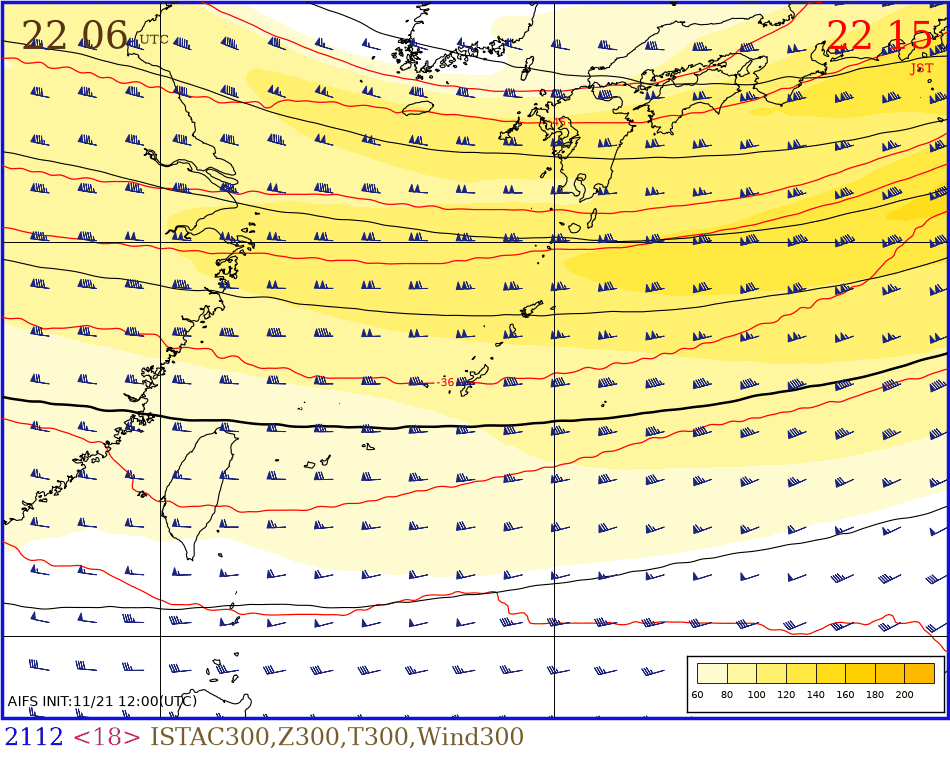 22 06 UTC
22 15
JST
-45
-36
60 80 100 120 140 160 180 200
AIFS INIT:11/21 12:00(UTC)
2112 <18> ISTAC300,Z300,T300,Wind300